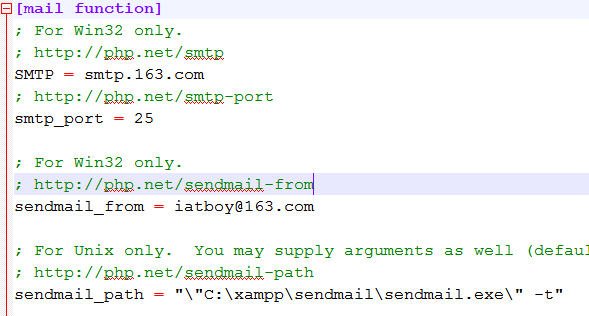 [mail function]
; For Win32 only.
; http://php.net/smtp
SMTP = smtp.163.com
; http://php.net/smtp-port
smtp_port = 25
; For Win32 only.
; http://php.net/sendmail-from
sendmail_from = iatboy@163.com
; For Unix only.  You may supply arguments as well (defaul
; http://php.net/sendmail-path
sendmail_path = "\"C:\xampp\sendmail\sendmail.exe\" -t"